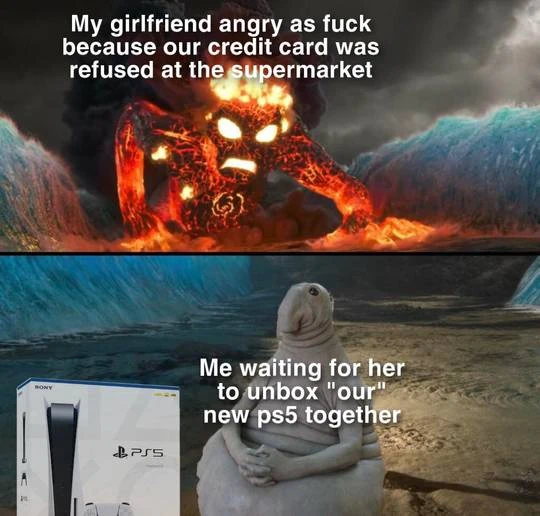 My girlfriend angry as fuck
because our credit card was
refused at the supermarket
Me waiting for her
to unbox "our"
new ps5 together
SONY
PS5